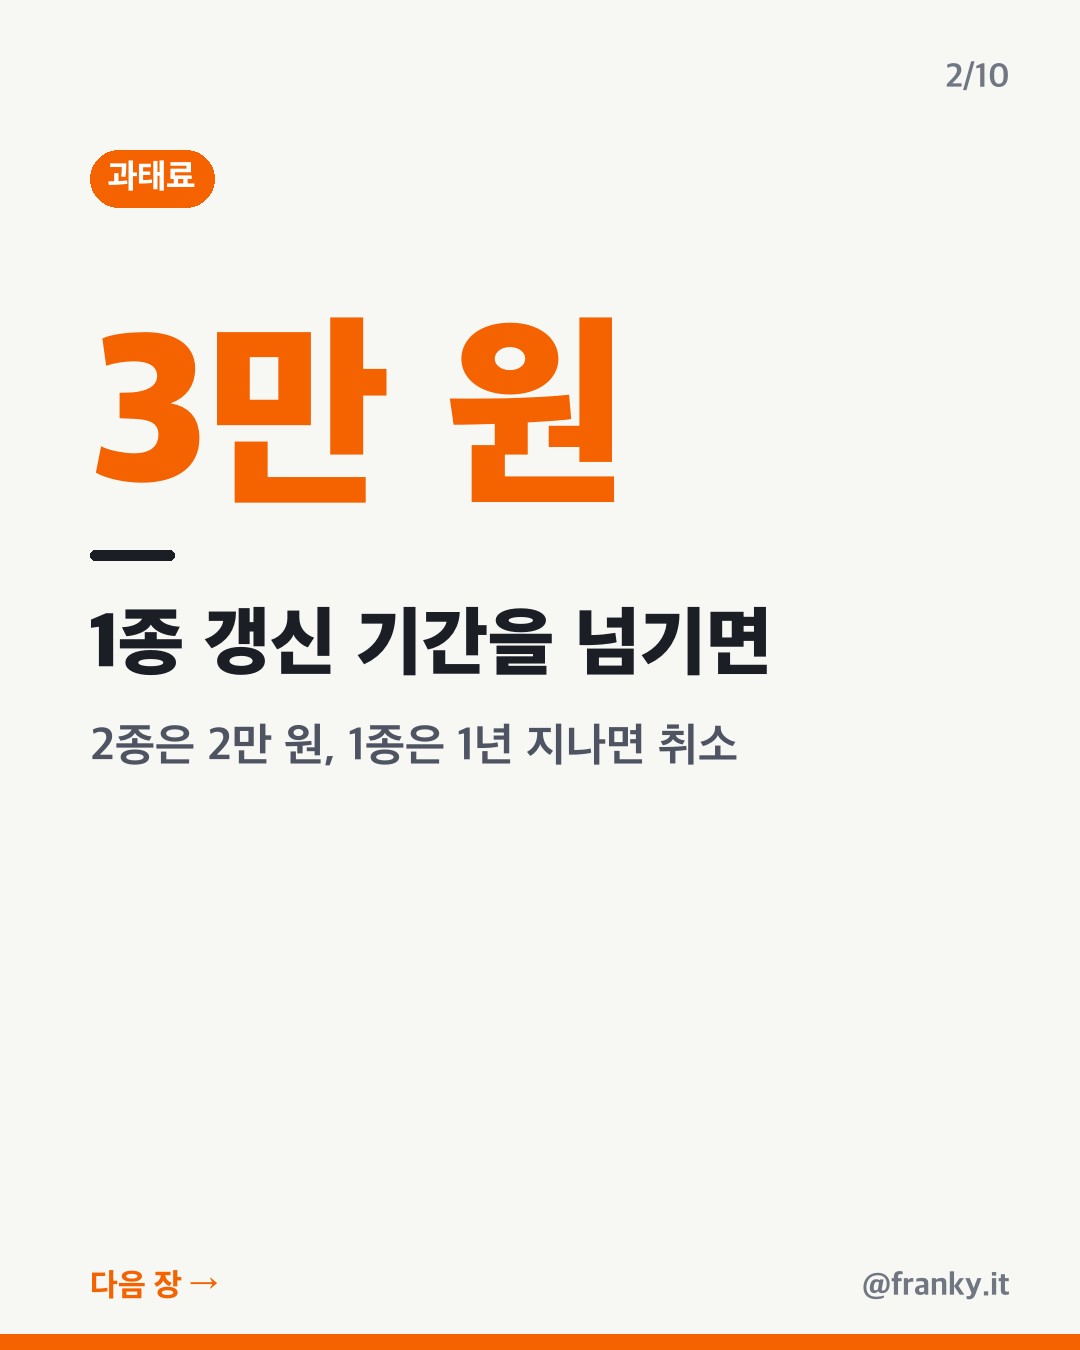 2/10
과태료
3만 원
1종 갱신 기간을 넘기면
2종은 2만 원, 1종은 1년 지나면 취소
다음 장 →
@franky.it